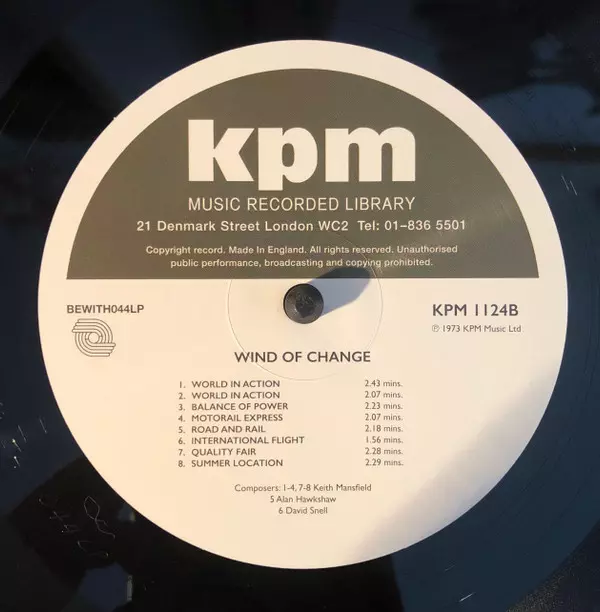 kpm
MUSIC RECORDED LIBRARY
21 Denmark Street London WC2 Tel: 01-836 5501
Copyright record. Made In England. All rights reserved. Unauthorised
public performance, broadcasting and copying prohibited.
BEWITH044LP
KPM 1124B
℗ 1973 KPM Music Ltd
WIND OF CHANGE
1. WORLD IN ACTION 2.43 mins.
2. WORLD IN ACTION 2.07 mins.
3. BALANCE OF POWER 2.23 mins.
4. MOTORAIL EXPRESS 2.07 mins.
5. ROAD AND RAIL 2.18 mins.
6. INTERNATIONAL FLIGHT 1.56 mins.
7. QUALITY FAIR 2.28 mins.
8. SUMMER LOCATION 2.29 mins.
Composers: 1-4, 7-8 Keith Mansfield
5 Alan Hawkshaw
6 David Snell